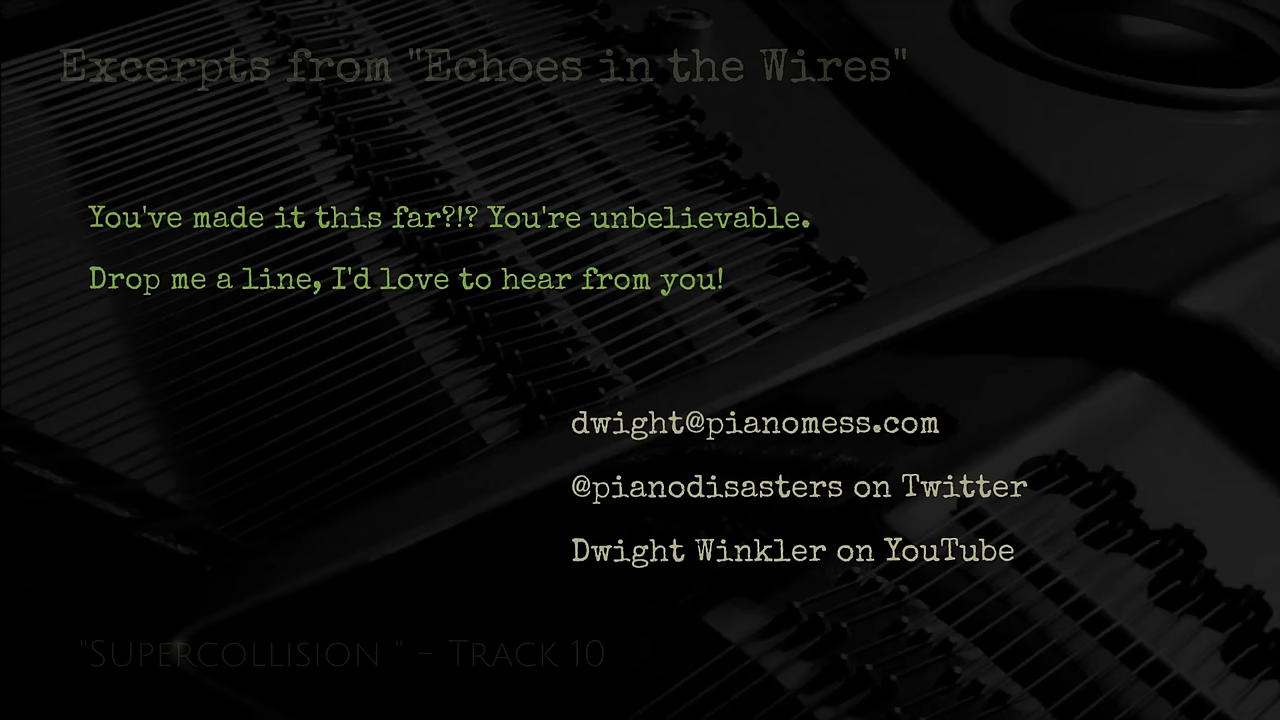 Excerpts from "Echoes in the Wires"
You've made it this far?!? You're unbelievable.
Drop me a line, I'd love to hear from you!
dwight@pianomess.com
@pianodisasters on Twitter
Dwight Winkler on YouTube
"Supercollision " - Track 10